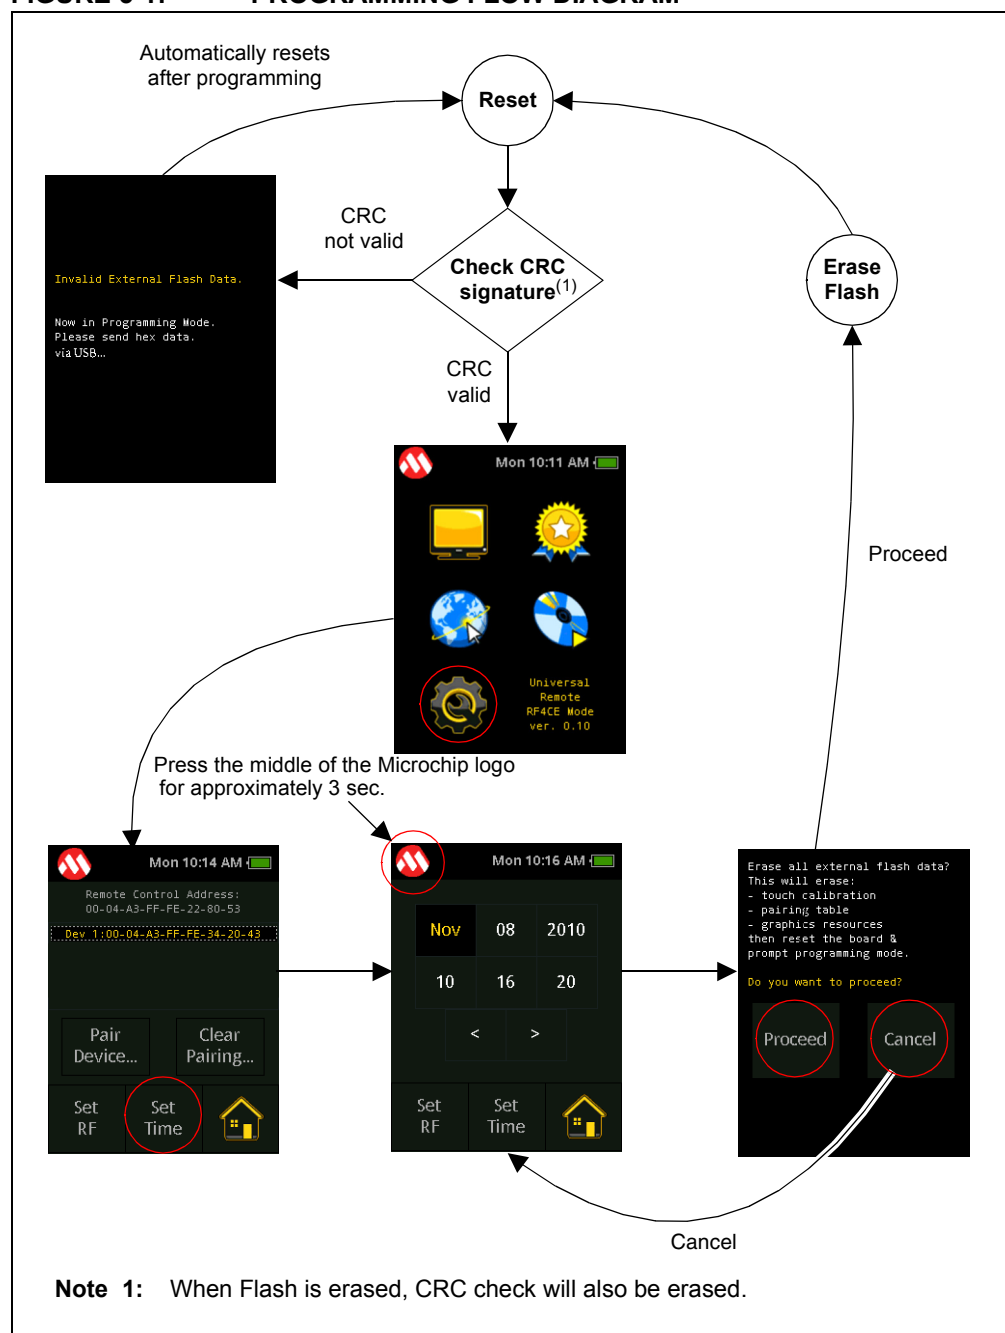 Automatically resets
after programming
Reset
CRC
not valid
Check CRC
signature(1)
Erase
Flash
Invalid External Flash Data.
Now in Programming Mode.
Please send hex data.
via USB...
CRC
valid
Mon 10:11 AM
Proceed
Universal
Remote
RF4CE Mode
ver. 0.10
Press the middle of the Microchip logo
for approximately 3 sec.
Mon 10:14 AM
Remote Control Address:
00-04-A3-FF-FE-22-80-53
Dev 1:00-04-A3-FF-FE-34-20-43
Pair
Device...
Clear
Pairing...
Set
RF
Set
Time
Mon 10:16 AM
Nov 08 2010
10 16 20
< >
Set
RF
Set
Time
Erase all external flash data?
This will erase:
- touch calibration
- pairing table
- graphics resources
then reset the board &
prompt programming mode.
Do you want to proceed?
Proceed
Cancel
Cancel
Note 1: When Flash is erased, CRC check will also be erased.